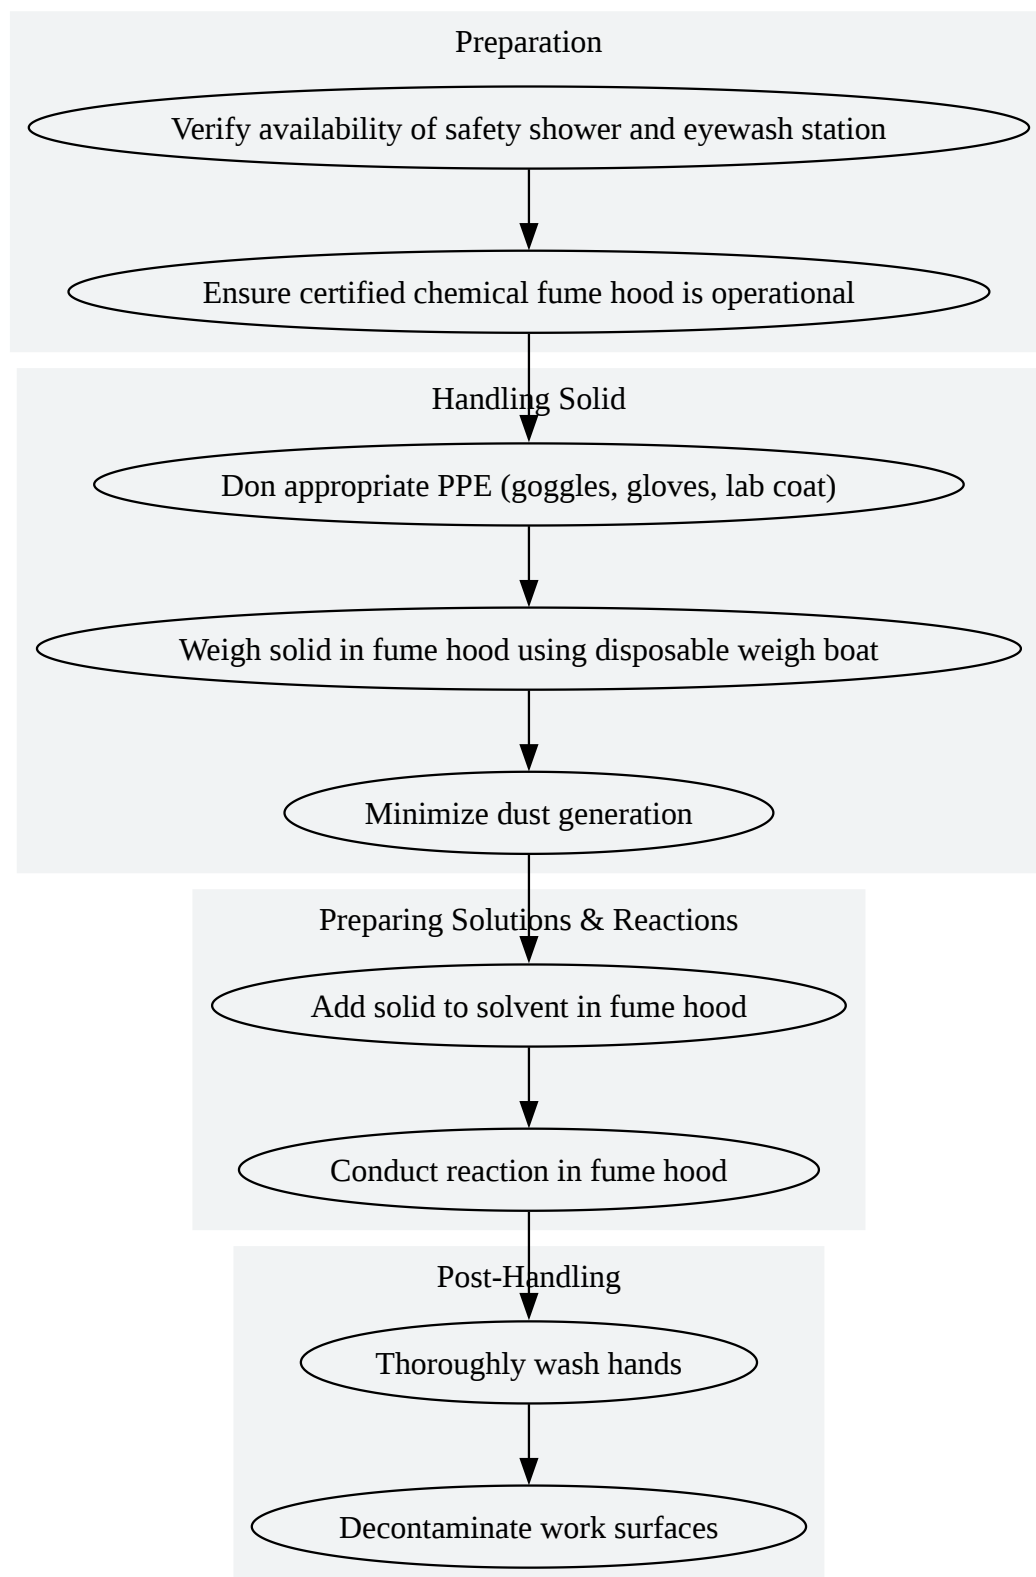 Preparation
Verify availability of safety shower and eyewash station
Ensure certified chemical fume hood is operational
Handling Solid
Don appropriate PPE (goggles, gloves, lab coat)
Weigh solid in fume hood using disposable weigh boat
Minimize dust generation
Preparing Solutions & Reactions
Add solid to solvent in fume hood
Conduct reaction in fume hood
Post-Handling
Thoroughly wash hands
Decontaminate work surfaces